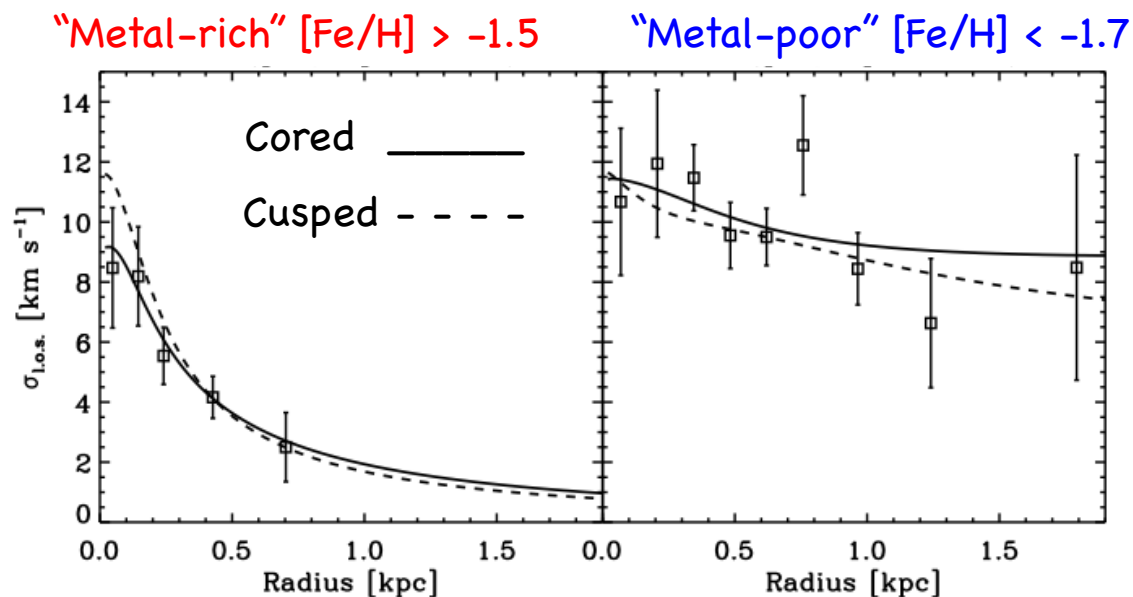 “Metal-rich” [Fe/H] > -1.5
“Metal-poor” [Fe/H] < -1.7
Cored
Cusped
σl.o.s. [km s⁻¹]
14
12
10
8
6
4
2
0
0.0 0.5 1.0 1.5
Radius [kpc]
0.0 0.5 1.0 1.5
Radius [kpc]